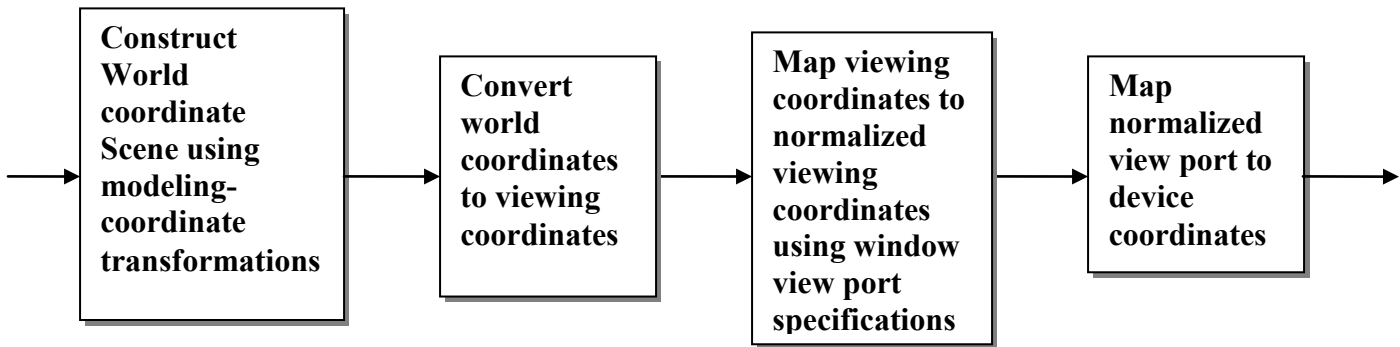 Construct
World
coordinate
Scene using
modeling-
coordinate
transformations
Convert
world
coordinates
to viewing
coordinates
Map viewing
coordinates to
normalized
viewing
coordinates
using window
view port
specifications
Map
normalized
view port to
device
coordinates